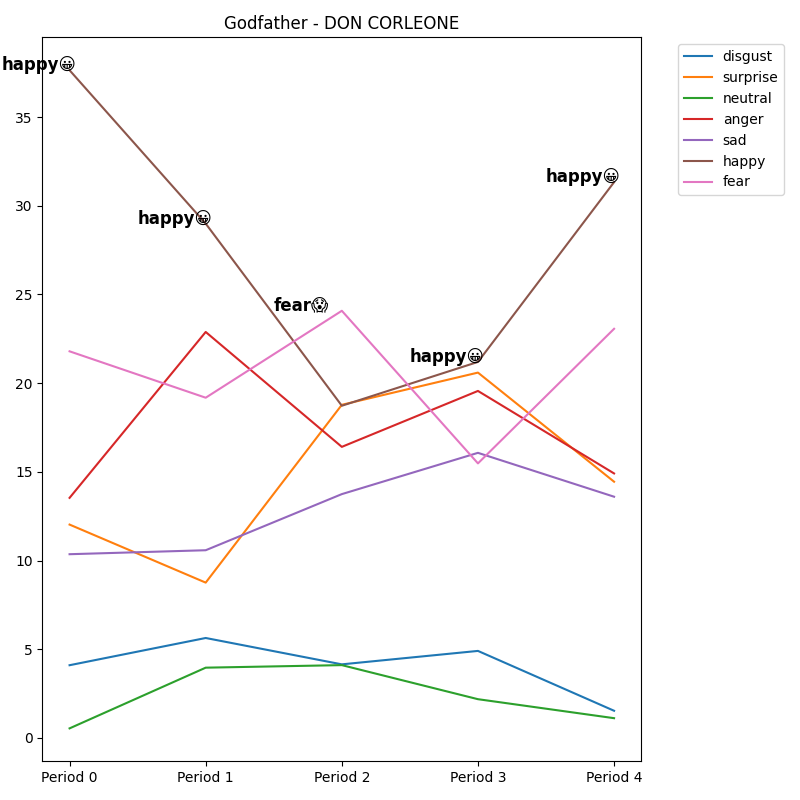 Godfather - DON CORLEONE
happy😀
happy😀
fear😱
happy😀
happy😀
35
30
25
20
15
10
5
0
Period 0
Period 1
Period 2
Period 3
Period 4
disgust
surprise
neutral
anger
sad
happy
fear